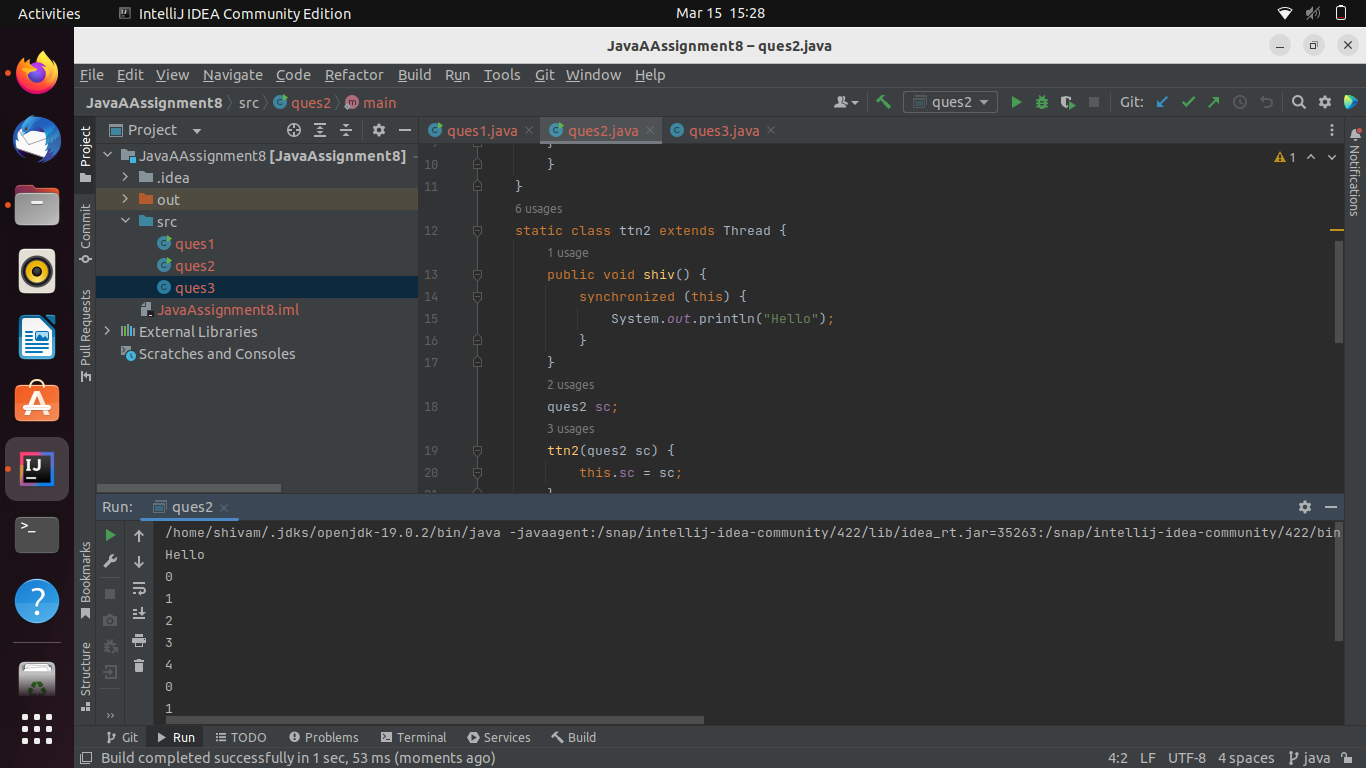 Activities IntelliJ IDEA Community Edition Mar 15 15:28
JavaAAssignment8 – ques2.java
File Edit View Navigate Code Refactor Build Run Tools Git Window Help
JavaAAssignment8 src ques2 main ques2 Git:
Project
Project
Commit
Pull Requests
Bookmarks
Structure
JavaAAssignment8 [JavaAssignment8]
.idea
out
src
ques1
ques2
ques3
JavaAssignment8.iml
External Libraries
Scratches and Consoles
ques1.java ques2.java ques3.java
1
Notifications
10 }
11 }
6 usages
12 static class ttn2 extends Thread {
1 usage
13 public void shiv() {
14 synchronized (this) {
15 System.out.println("Hello");
16 }
17 }
2 usages
18 ques2 sc;
3 usages
19 ttn2(ques2 sc) {
20 this.sc = sc;
Run: ques2
/home/shivam/.jdks/openjdk-19.0.2/bin/java -javaagent:/snap/intellij-idea-community/422/lib/idea_rt.jar=35263:/snap/intellij-idea-community/422/bin
Hello
0
1
2
3
4
0
1
Git Run TODO Problems Terminal Services Build
Build completed successfully in 1 sec, 53 ms (moments ago) 4:2 LF UTF-8 4 spaces java